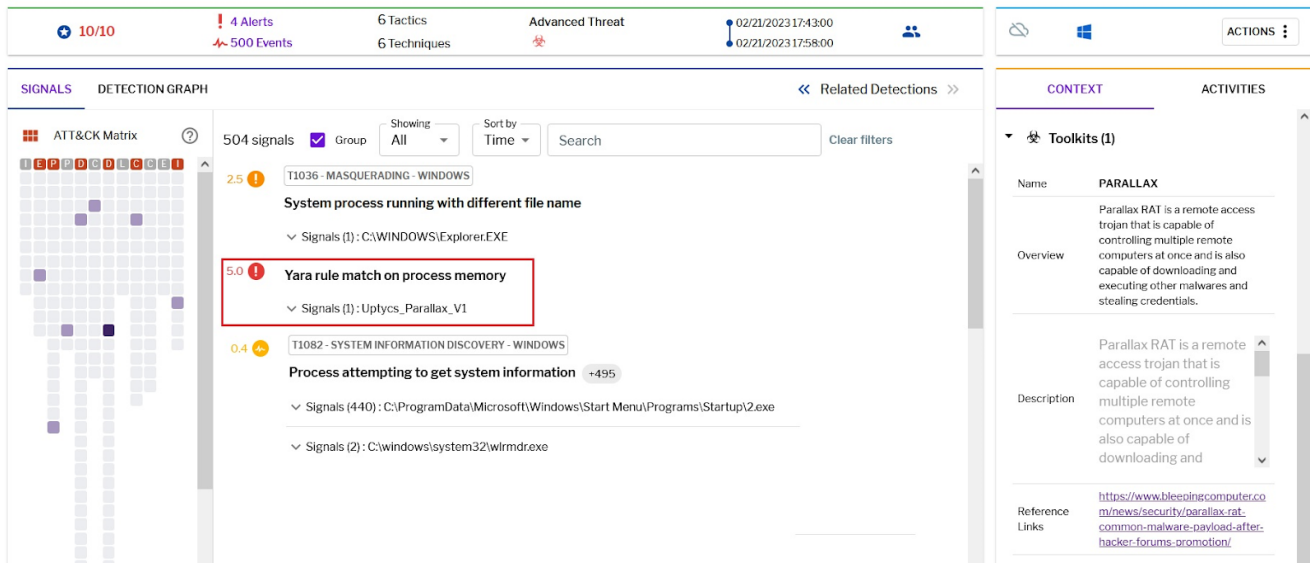 10/10
4 Alerts
500 Events
6 Tactics
6 Techniques
Advanced Threat
02/21/2023 17:43:00
02/21/2023 17:58:00
ACTIONS
SIGNALS DETECTION GRAPH
Related Detections
ATT&CK Matrix
I E P P D C D L C C E I
504 signals Group
Showing
All
Sort by
Time
Search
Clear filters
2.5
T1036 - MASQUERADING - WINDOWS
System process running with different file name
Signals (1) : C:\WINDOWS\Explorer.EXE
5.0
Yara rule match on process memory
Signals (1) : Uptycs_Parallax_V1
0.4
T1082 - SYSTEM INFORMATION DISCOVERY - WINDOWS
Process attempting to get system information +495
Signals (440) : C:\ProgramData\Microsoft\Windows\Start Menu\Programs\Startup\2.exe
Signals (2) : C:\windows\system32\wlrmdr.exe
CONTEXT ACTIVITIES
Toolkits (1)
Name PARALLAX
Overview
Parallax RAT is a remote access
trojan that is capable of
controlling multiple remote
computers at once and is also
capable of downloading and
executing other malwares and
stealing credentials.
Description
Parallax RAT is a remote
access trojan that is
capable of controlling
multiple remote
computers at once and is
also capable of
downloading and
Reference
Links
https://www.bleepingcomputer.co
m/news/security/parallax-rat-
common-malware-payload-after-
hacker-forums-promotion/